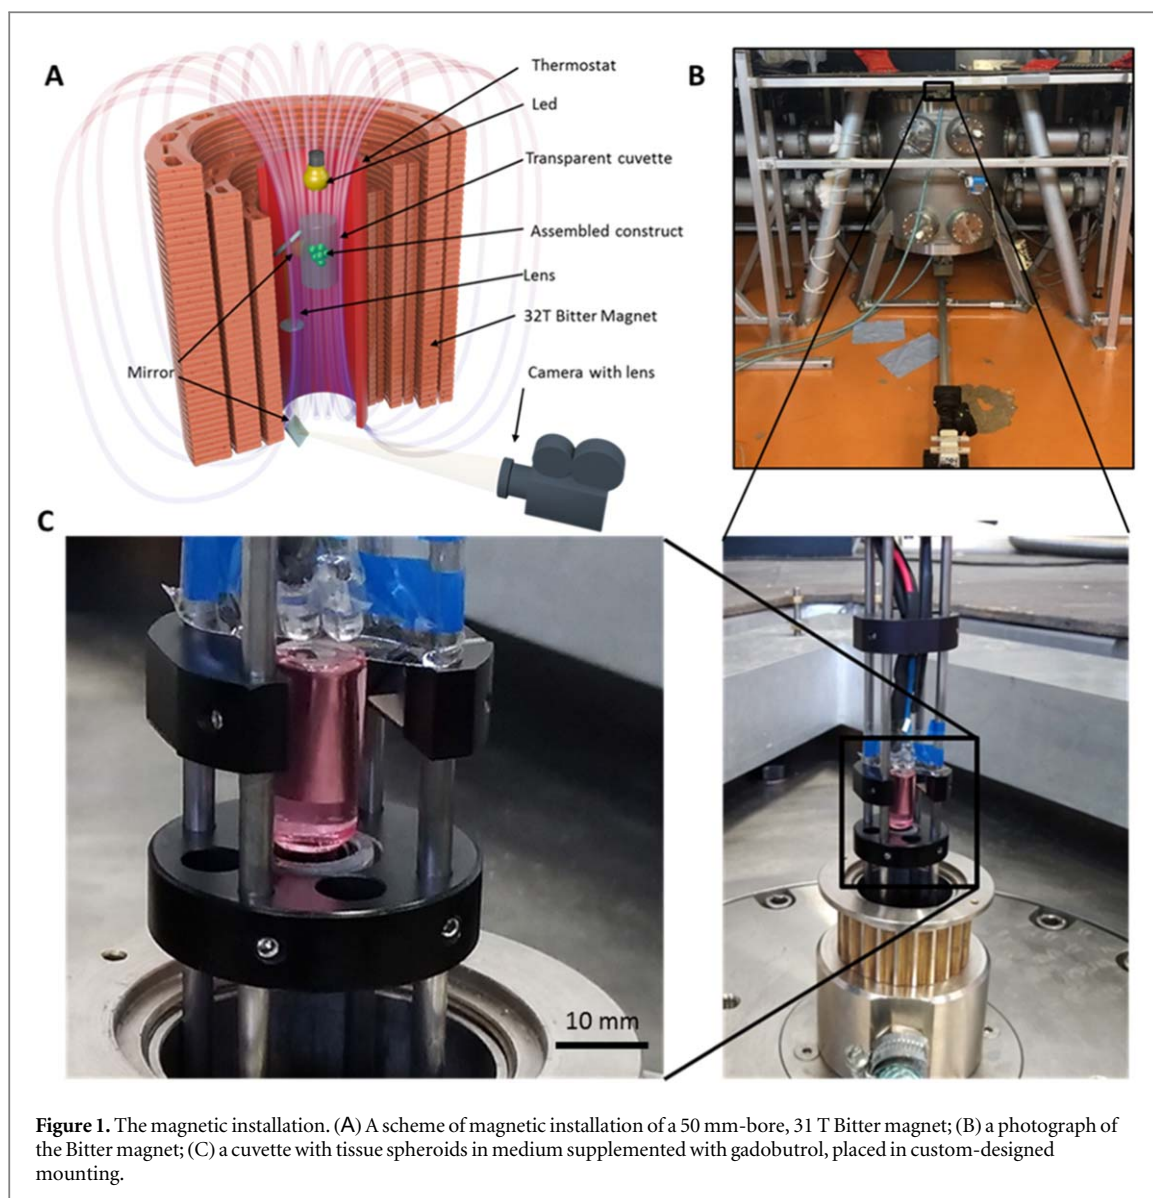 A
Thermostat
Led
Transparent cuvette
Assembled construct
Lens
32T Bitter Magnet
Mirror
Camera with lens
B
C
10 mm
Figure 1. The magnetic installation. (A) A scheme of magnetic installation of a 50 mm-bore, 31 T Bitter magnet; (B) a photograph of
the Bitter magnet; (C) a cuvette with tissue spheroids in medium supplemented with gadobutrol, placed in custom-designed
mounting.